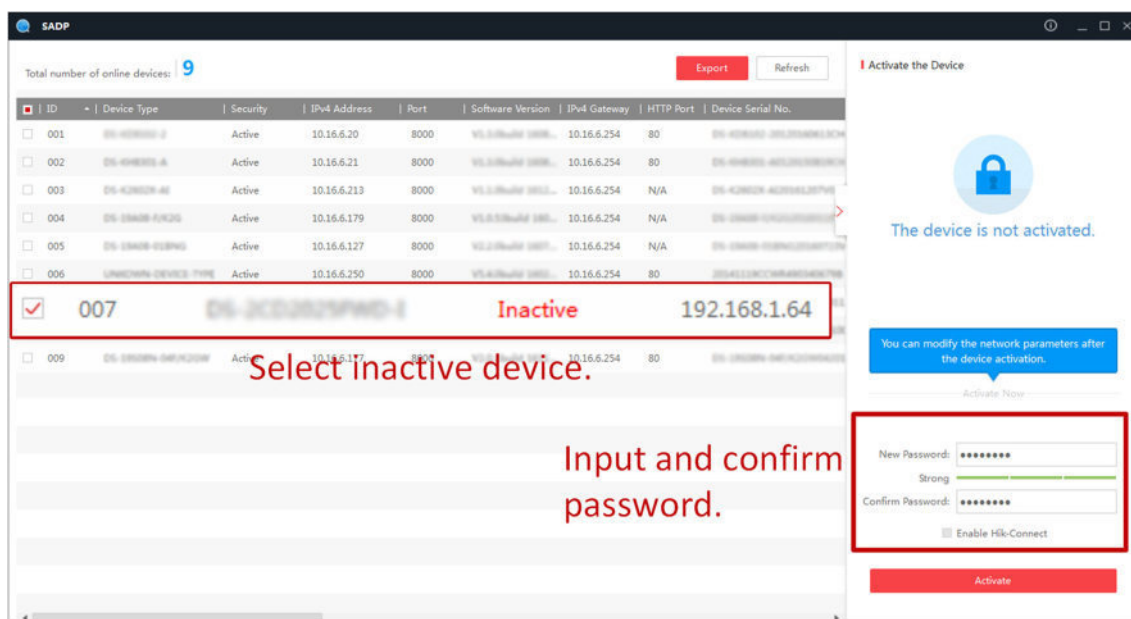 SADP
Total number of online devices: 9
Export
Refresh
ID | Device Type | Security | IPv4 Address | Port | Software Version | IPv4 Gateway | HTTP Port | Device Serial No.
001 Active 10.16.6.20 8000 10.16.6.254 80
002 Active 10.16.6.21 8000 10.16.6.254 80
003 Active 10.16.6.213 8000 10.16.6.254 N/A
004 Active 10.16.6.179 8000 10.16.6.254 N/A
005 Active 10.16.6.127 8000 10.16.6.254 N/A
006 Active 10.16.6.250 8000 10.16.6.254 80
007 Inactive 192.168.1.64
009 Active 10.16.6.177 8000 10.16.6.254 80
Select inactive device.
Input and confirm
password.
Activate the Device
The device is not activated.
You can modify the network parameters after
the device activation.
Activate Now
New Password: ••••••••
Strong
Confirm Password: ••••••••
Enable Hik-Connect
Activate